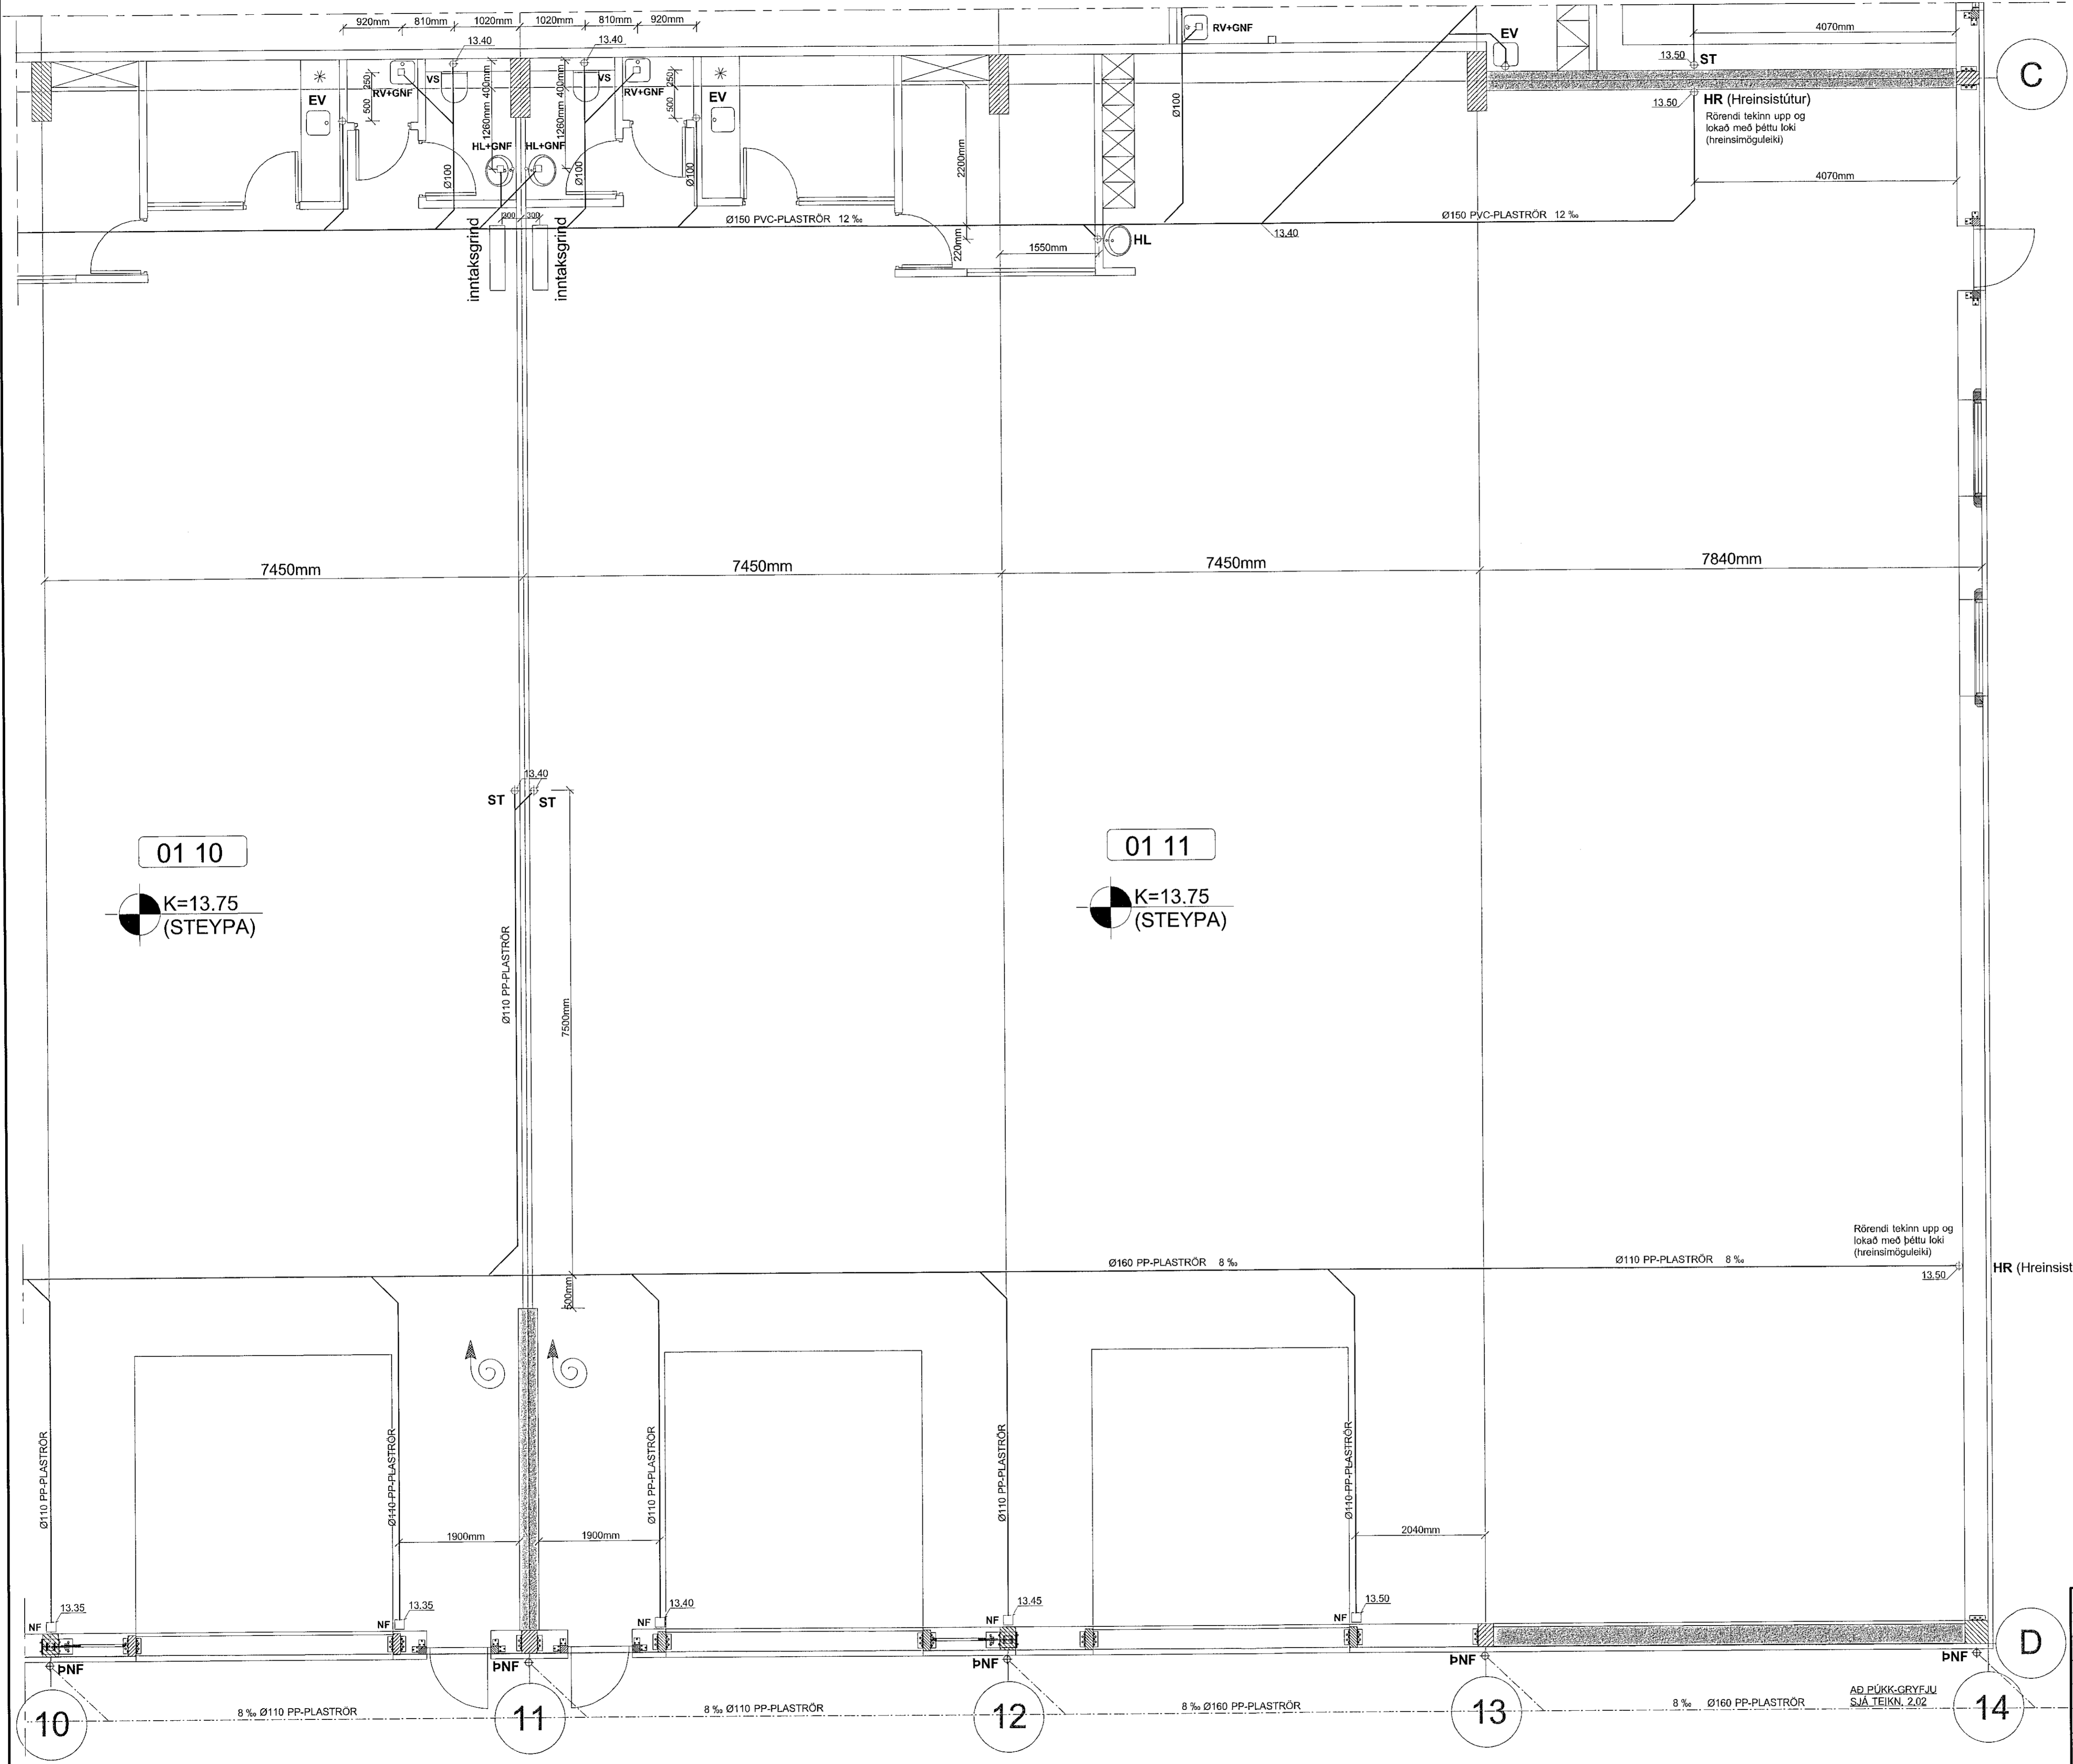 920mm 810mm 1020mm 1020mm 810mm 920mm
13.40 13.40
RV+GNF
EV
4070mm
13.50 ST
C
EV
500 250
RV+GNF
VS
1260mm 400mm
1260mm 400mm
VS
RV+GNF
500 250
EV
Ø100
13.50
HR (Hreinsistútur)
Rörendi tekinn upp og
lokað með þéttu loki
(hreinsimöguleiki)
HL+GNF HL+GNF
Ø100
Ø100
Ø100
2200mm
4070mm
300 300
Ø150 PVC-PLASTRÖR 12 ‰
Ø150 PVC-PLASTRÖR 12 ‰
13.40
inntaksgrind
inntaksgrind
220mm
1550mm
HL
7450mm
7450mm
7450mm
7840mm
13.40
ST ST
01 10
K=13.75
(STEYPA)
01 11
K=13.75
(STEYPA)
Ø110 PP-PLASTRÖR
7500mm
500mm
Ø160 PP-PLASTRÖR 8 ‰
Ø110 PP-PLASTRÖR 8 ‰
Rörendi tekinn upp og
lokað með þéttu loki
(hreinsimöguleiki)
13.50
HR (Hreinsist
Ø110 PP-PLASTRÖR
Ø110 PP-PLASTRÖR
Ø110 PP-PLASTRÖR
Ø110 PP-PLASTRÖR
Ø110 PP-PLASTRÖR
1900mm
1900mm
2040mm
NF 13.35
NF 13.35
NF 13.40
NF 13.45
NF 13.50
ÞNF
ÞNF
ÞNF
ÞNF
ÞNF
D
8 ‰ Ø110 PP-PLASTRÖR
8 ‰ Ø110 PP-PLASTRÖR
8 ‰ Ø160 PP-PLASTRÖR
8 ‰ Ø160 PP-PLASTRÖR
AÐ PÚKK-GRYFJU
SJÁ TEIKN, 2,02
10
11
12
13
14